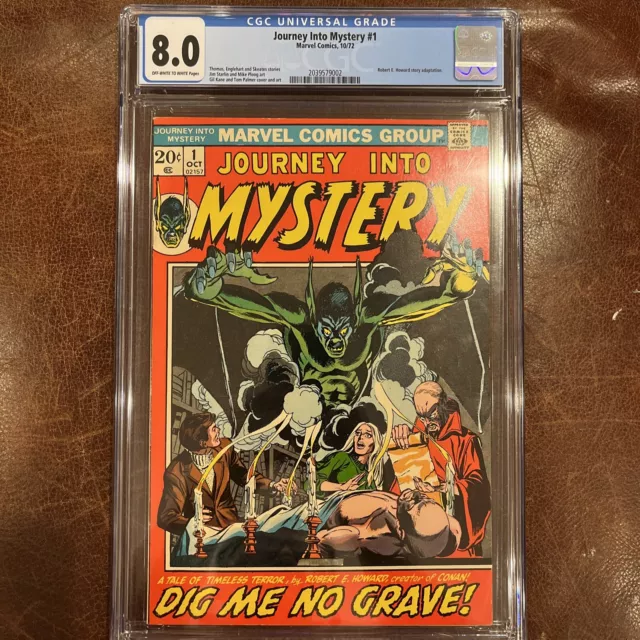 CGC UNIVERSAL GRADE
8.0
OFF-WHITE TO WHITE Pages
Journey Into Mystery #1
Marvel Comics, 10/72
Thomas, Englehart and Skeates stories
Jim Starlin and Mike Ploog art
Gil Kane and Tom Palmer cover and art
2039579002
Robert E. Howard story adaptation
JOURNEY INTO
MYSTERY
MARVEL COMICS GROUP
20¢
1
OCT
02157
JOURNEY INTO
MYSTERY
A TALE OF TIMELESS TERROR, by ROBERT E. HOWARD, creator of CONAN!
DIG ME NO GRAVE!